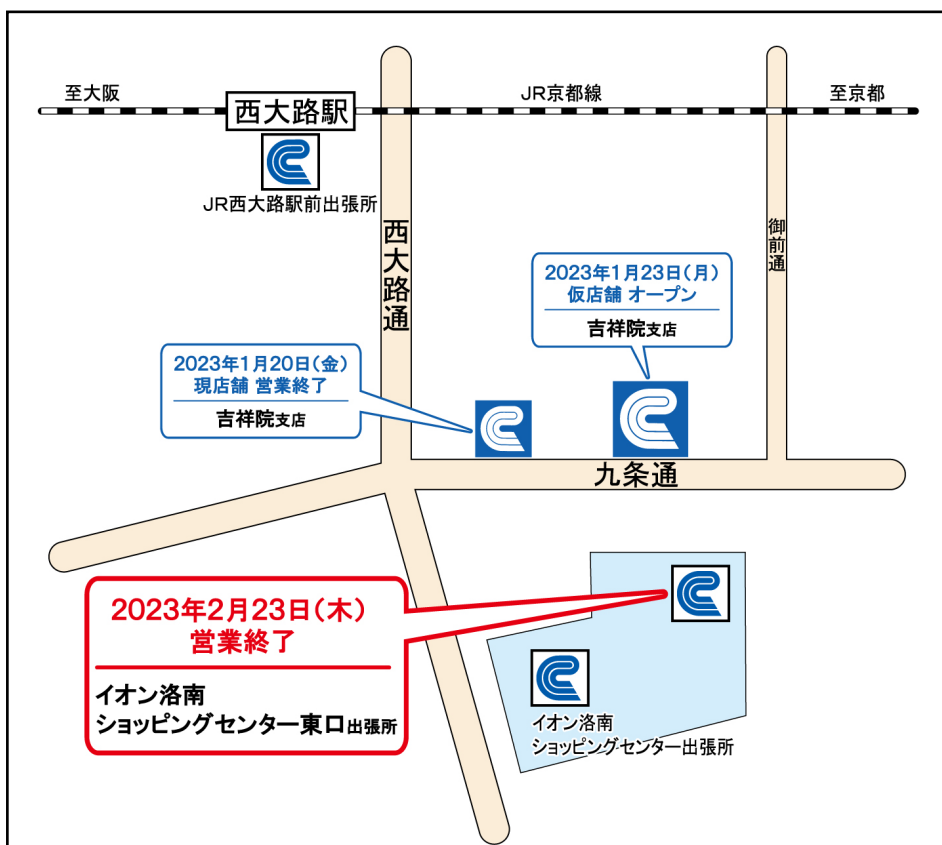 至大阪
JR京都線
至京都
西大路駅
JR西大路駅前出張所
西大路通
御前通
2023年1月23日(月)
仮店舗 オープン
吉祥院支店
2023年1月20日(金)
現店舗 営業終了
吉祥院支店
九条通
2023年2月23日(木)
営業終了
イオン洛南
ショッピングセンター東口出張所
イオン洛南
ショッピングセンター出張所